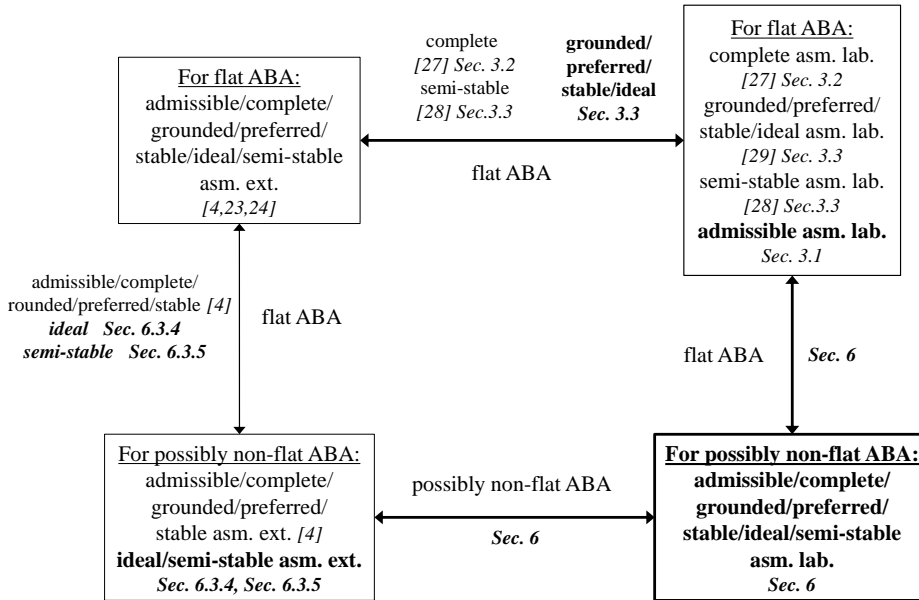 For flat ABA:
admissible/complete/
grounded/preferred/
stable/ideal/semi-stable
asm. ext.
[4,23,24]
complete
[27] Sec. 3.2
semi-stable
[28] Sec.3.3
grounded/
preferred/
stable/ideal
Sec. 3.3
flat ABA
For flat ABA:
complete asm. lab.
[27] Sec. 3.2
grounded/preferred/
stable/ideal asm. lab.
[29] Sec. 3.3
semi-stable asm. lab.
[28] Sec.3.3
admissible asm. lab.
Sec. 3.1
admissible/complete/
rounded/preferred/stable [4]
ideal Sec. 6.3.4
semi-stable Sec. 6.3.5
flat ABA
flat ABA
Sec. 6
For possibly non-flat ABA:
admissible/complete/
grounded/preferred/
stable asm. ext. [4]
ideal/semi-stable asm. ext.
Sec. 6.3.4, Sec. 6.3.5
possibly non-flat ABA
Sec. 6
For possibly non-flat ABA:
admissible/complete/
grounded/preferred/
stable/ideal/semi-stable
asm. lab.
Sec. 6